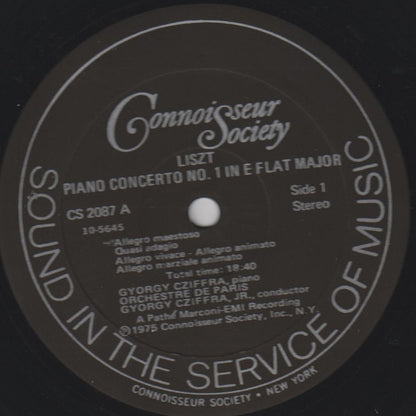 Connoisseur
Society
LISZT
PIANO CONCERTO NO. 1 IN E FLAT MAJOR
CS 2087 A
Side 1
10-5645
Stereo
Allegro maestoso
Quasi adagio
Allegro vivace - Allegro animato
Allegro marziale animato
Total time: 18:40
GYORGY CZIFFRA, piano
ORCHESTRE DE PARIS
GYORGY CZIFFRA, JR., conductor
A Pathé Marconi-EMI Recording
Ⓟ1975 Connoisseur Society, Inc., N.Y.
SOUND IN THE SERVICE OF MUSIC
CONNOISSEUR SOCIETY • NEW YORK